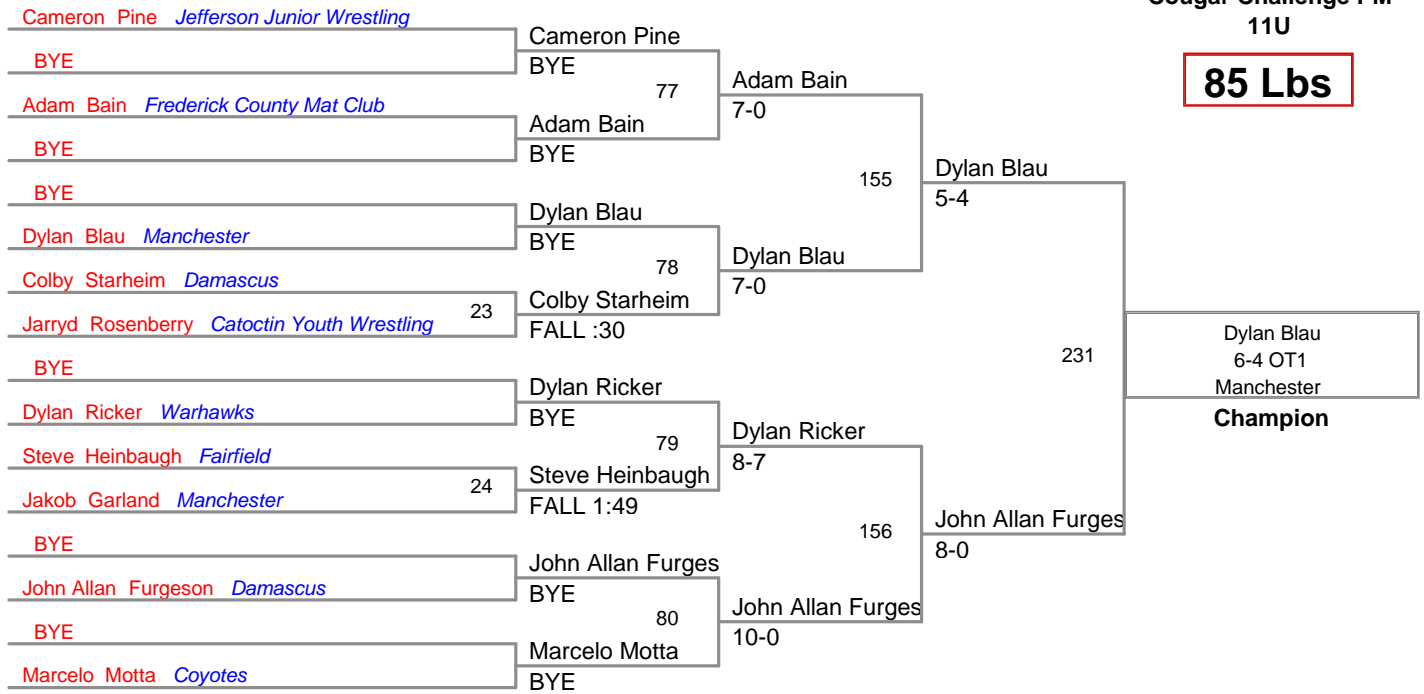 Cougar Challenge PM
11U
85 Lbs
Cameron Pine Jefferson Junior Wrestling
BYE
Adam Bain Frederick County Mat Club
BYE
BYE
Dylan Blau Manchester
Colby Starheim Damascus
Jarryd Rosenberry Catoctin Youth Wrestling
BYE
Dylan Ricker Warhawks
Steve Heinbaugh Fairfield
Jakob Garland Manchester
BYE
John Allan Furgeson Damascus
BYE
Marcelo Motta Coyotes
23
24
Cameron Pine
BYE
77
Adam Bain
BYE
Dylan Blau
BYE
78
Colby Starheim
FALL :30
Dylan Ricker
BYE
79
Steve Heinbaugh
FALL 1:49
John Allan Furges
BYE
80
Marcelo Motta
BYE
Adam Bain
7-0
155
Dylan Blau
7-0
Dylan Ricker
8-7
156
John Allan Furges
10-0
Dylan Blau
5-4
231
John Allan Furges
8-0
Dylan Blau
6-4 OT1
Manchester
Champion